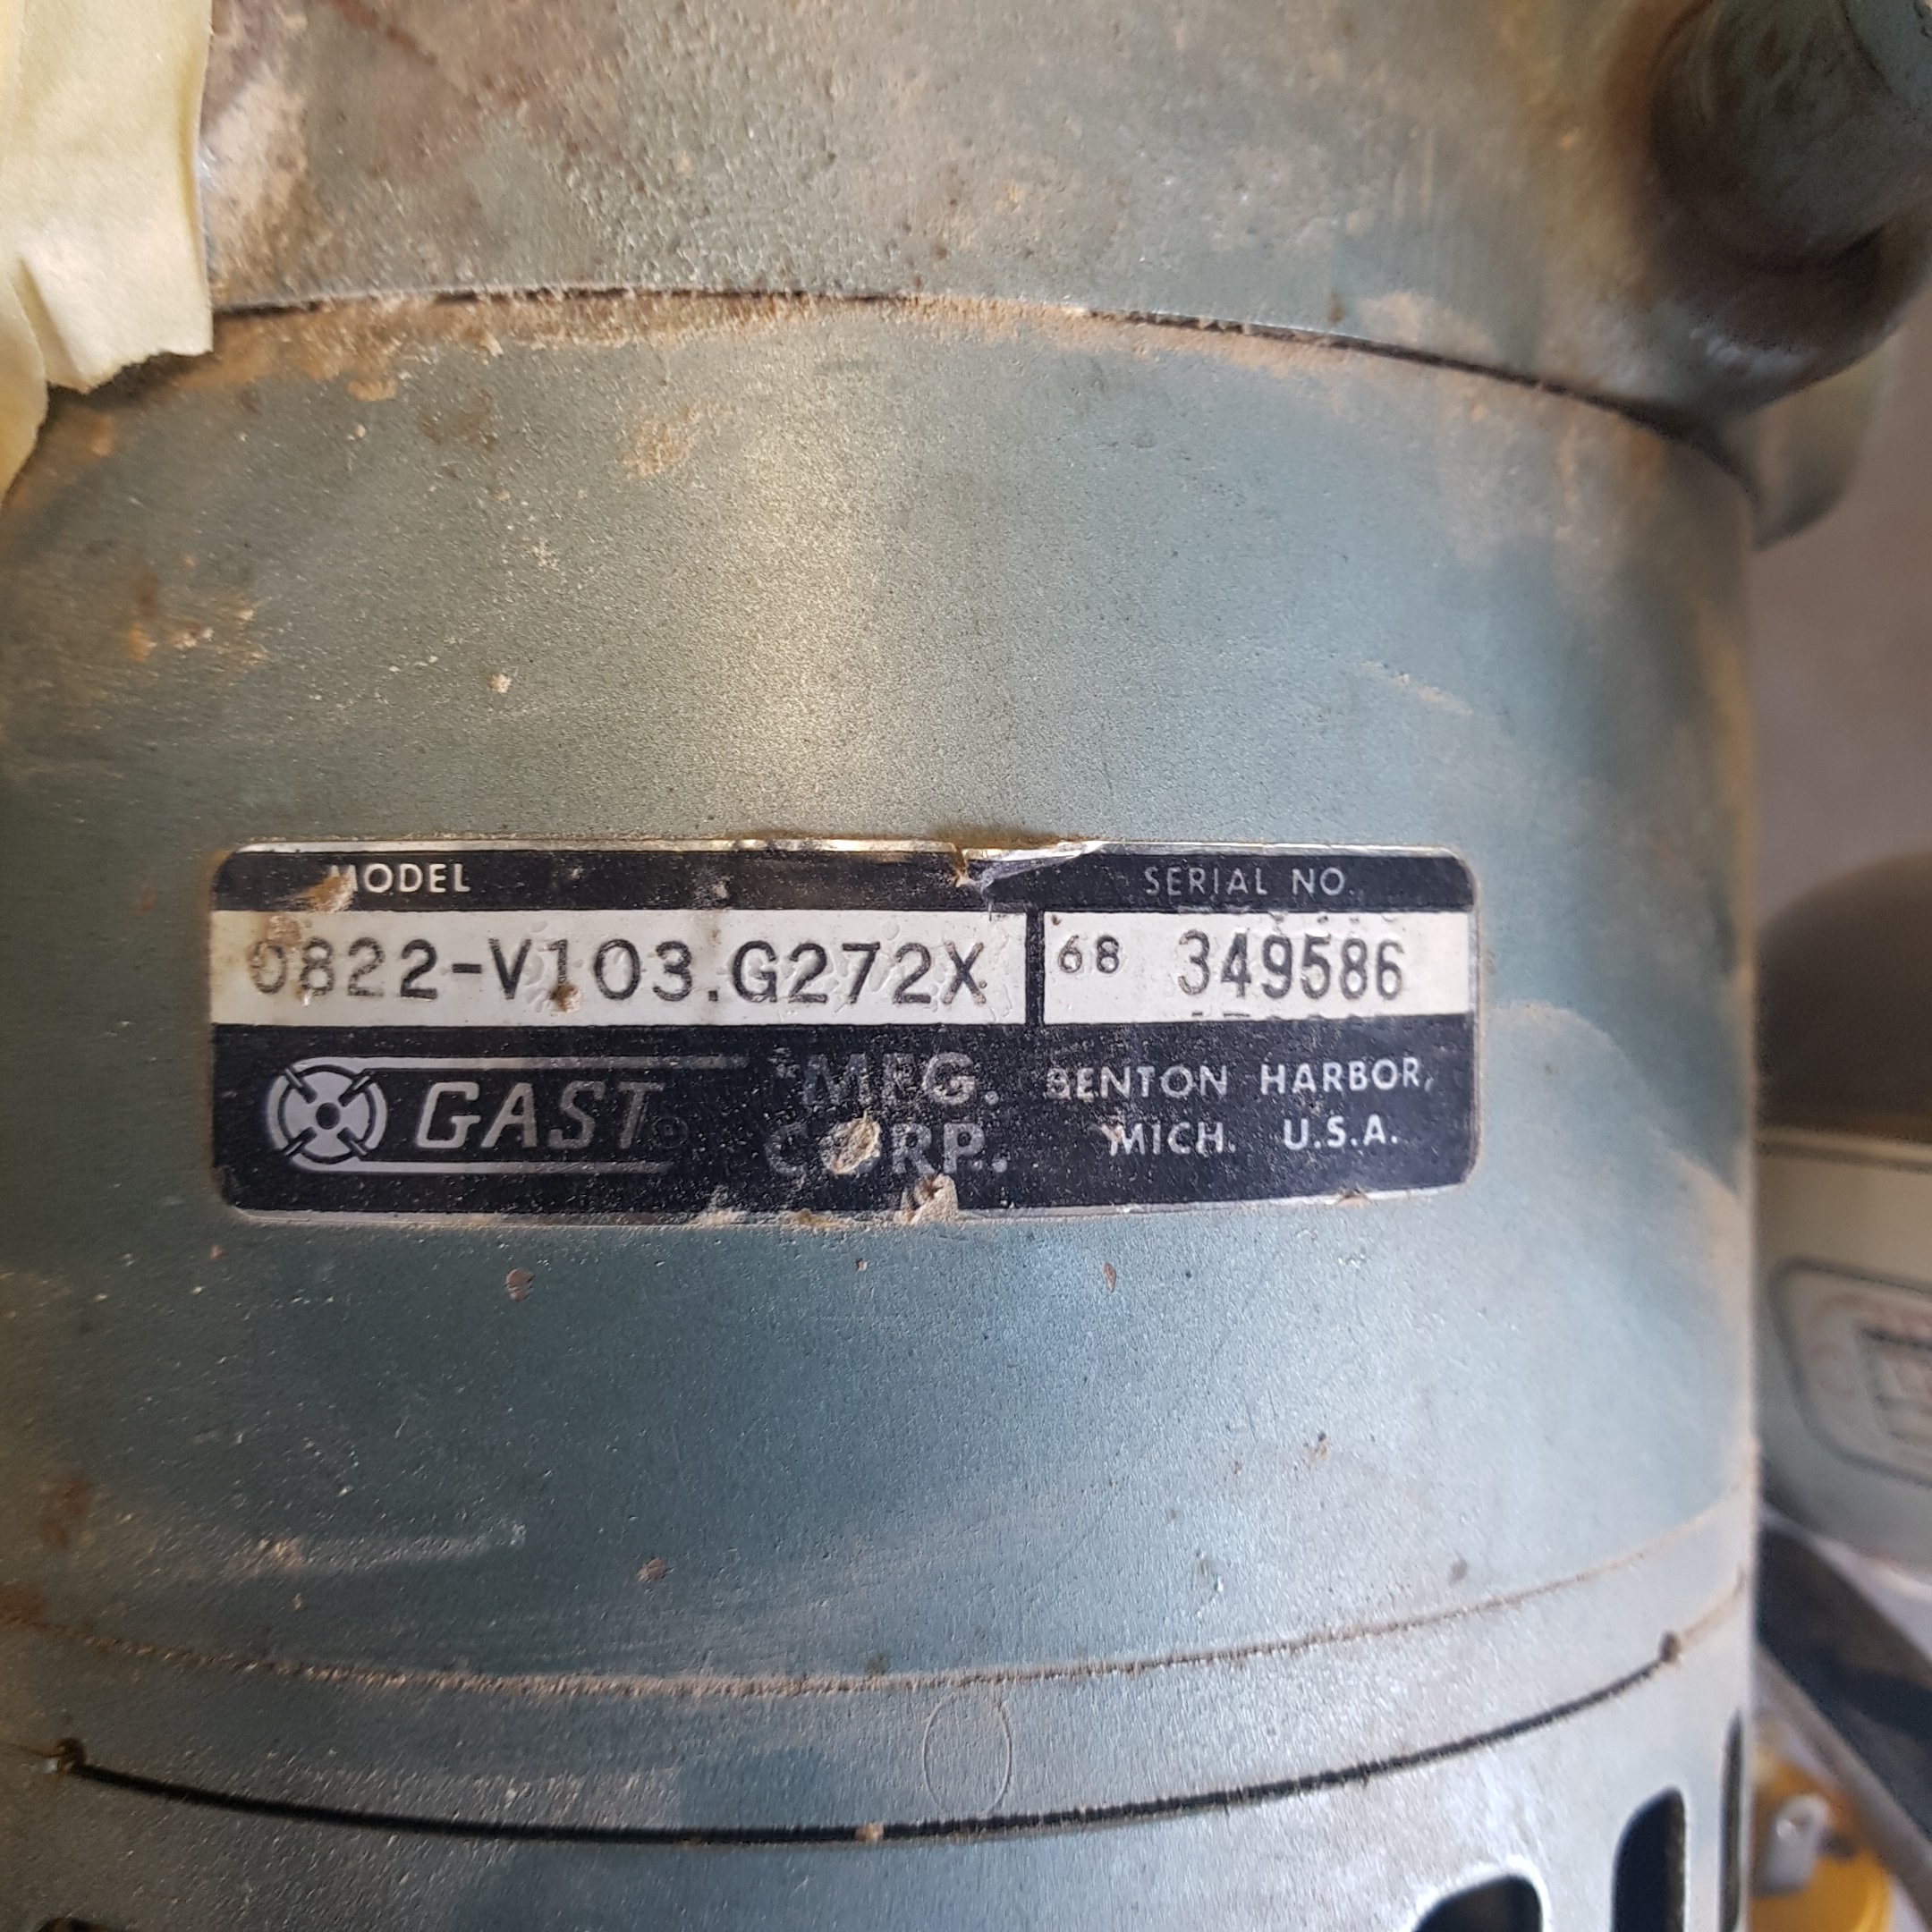 MODEL SERIAL NO.
0822-V103.G272X 68 349586
GAST MFG. CORP. BENTON HARBOR,
MICH. U.S.A.